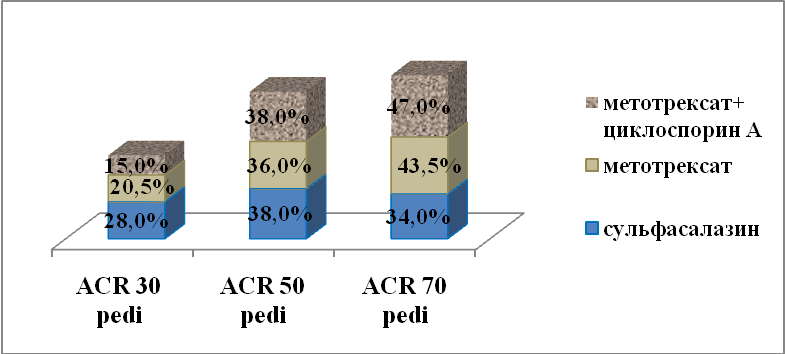 15,0%
20,5%
28,0%
38,0%
36,0%
38,0%
47,0%
43,5%
34,0%
ACR 30
pedi
ACR 50
pedi
ACR 70
pedi
метотрексат+
циклоспорин А
метотрексат
сульфасалазин